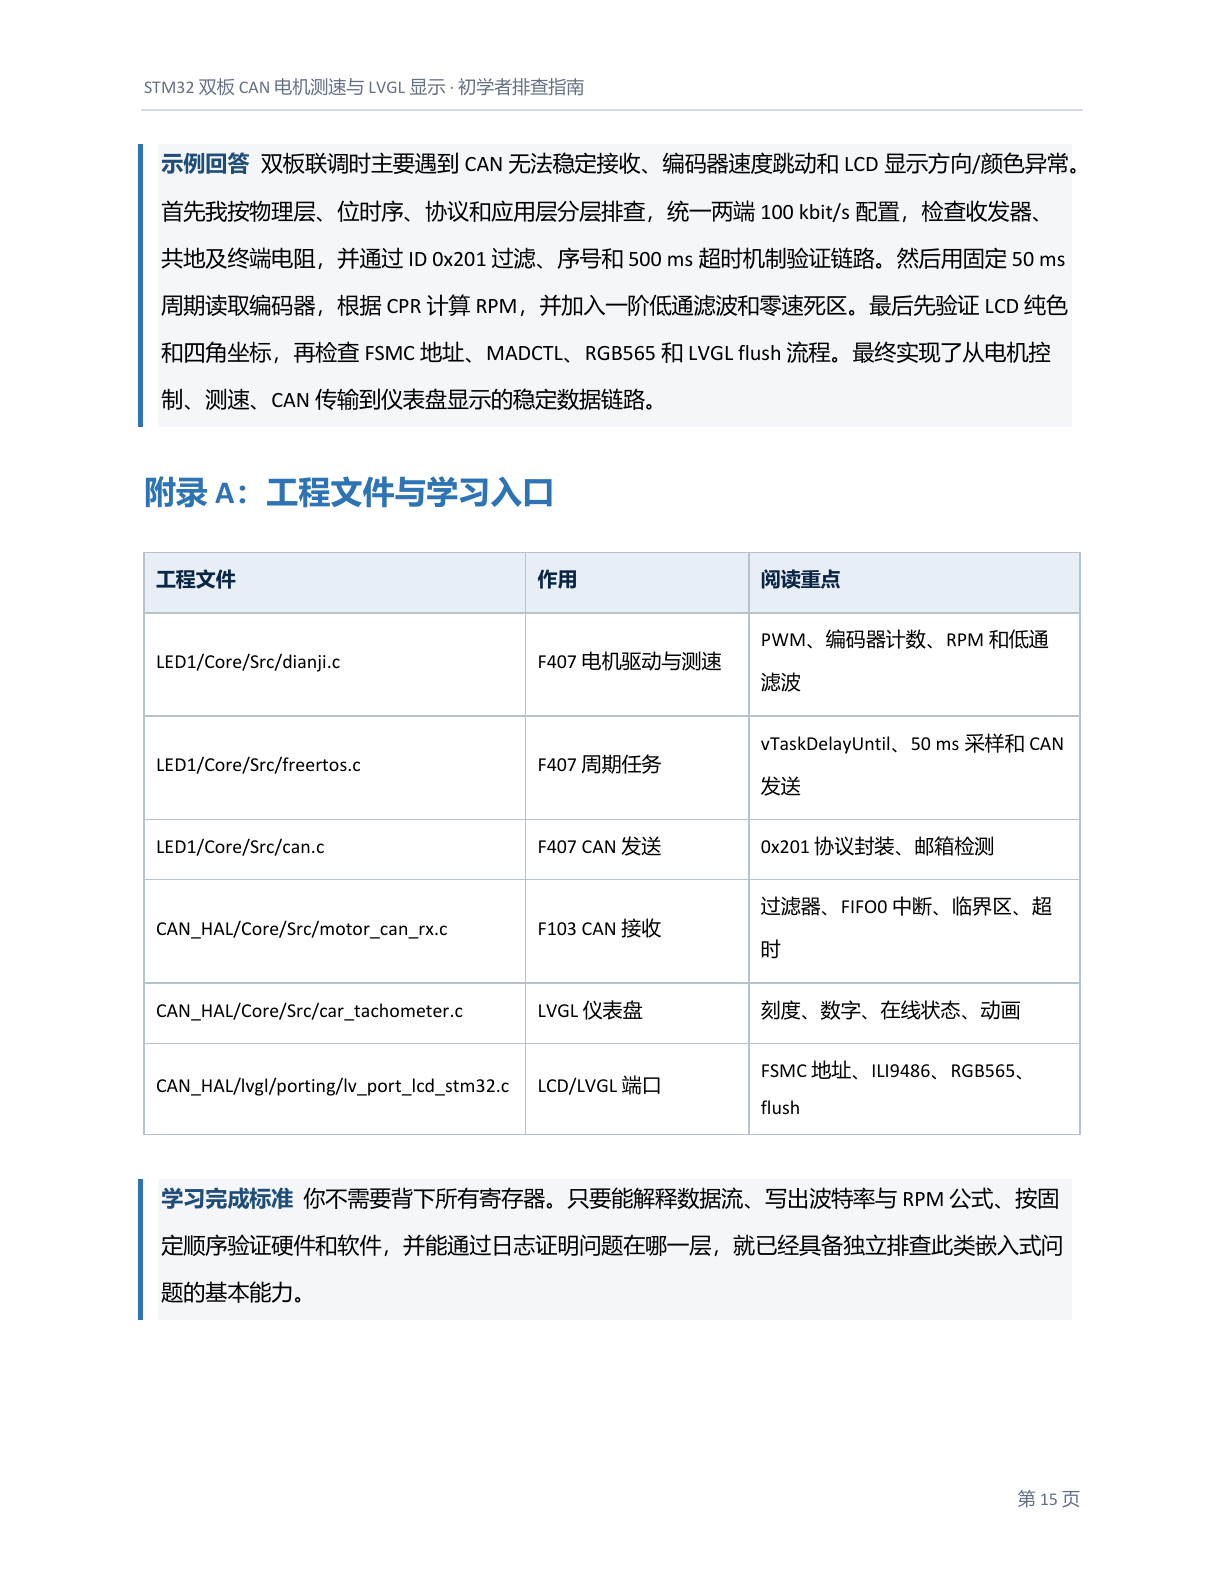 STM32 双板 CAN 电机测速与 LVGL 显示 · 初学者排查指南
示例回答 双板联调时主要遇到 CAN 无法稳定接收、编码器速度跳动和 LCD 显示方向/颜色异常。
首先我按物理层、位时序、协议和应用层分层排查，统一两端 100 kbit/s 配置，检查收发器、
共地及终端电阻，并通过 ID 0x201 过滤、序号和 500 ms 超时机制验证链路。然后用固定 50 ms
周期读取编码器，根据 CPR 计算 RPM，并加入一阶低通滤波和零速死区。最后先验证 LCD 纯色
和四角坐标，再检查 FSMC 地址、MADCTL、RGB565 和 LVGL flush 流程。最终实现了从电机控
制、测速、CAN 传输到仪表盘显示的稳定数据链路。
附录 A：工程文件与学习入口
工程文件 作用 阅读重点
LED1/Core/Src/dianji.c F407 电机驱动与测速 PWM、编码器计数、RPM 和低通
滤波
LED1/Core/Src/freertos.c F407 周期任务 vTaskDelayUntil、50 ms 采样和 CAN
发送
LED1/Core/Src/can.c F407 CAN 发送 0x201 协议封装、邮箱检测
CAN_HAL/Core/Src/motor_can_rx.c F103 CAN 接收 过滤器、FIFO0 中断、临界区、超
时
CAN_HAL/Core/Src/car_tachometer.c LVGL 仪表盘 刻度、数字、在线状态、动画
CAN_HAL/lvgl/porting/lv_port_lcd_stm32.c LCD/LVGL 端口 FSMC 地址、ILI9486、RGB565、
flush
学习完成标准 你不需要背下所有寄存器。只要能解释数据流、写出波特率与 RPM 公式、按固
定顺序验证硬件和软件，并能通过日志证明问题在哪一层，就已经具备独立排查此类嵌入式问
题的基本能力。
第 15 页